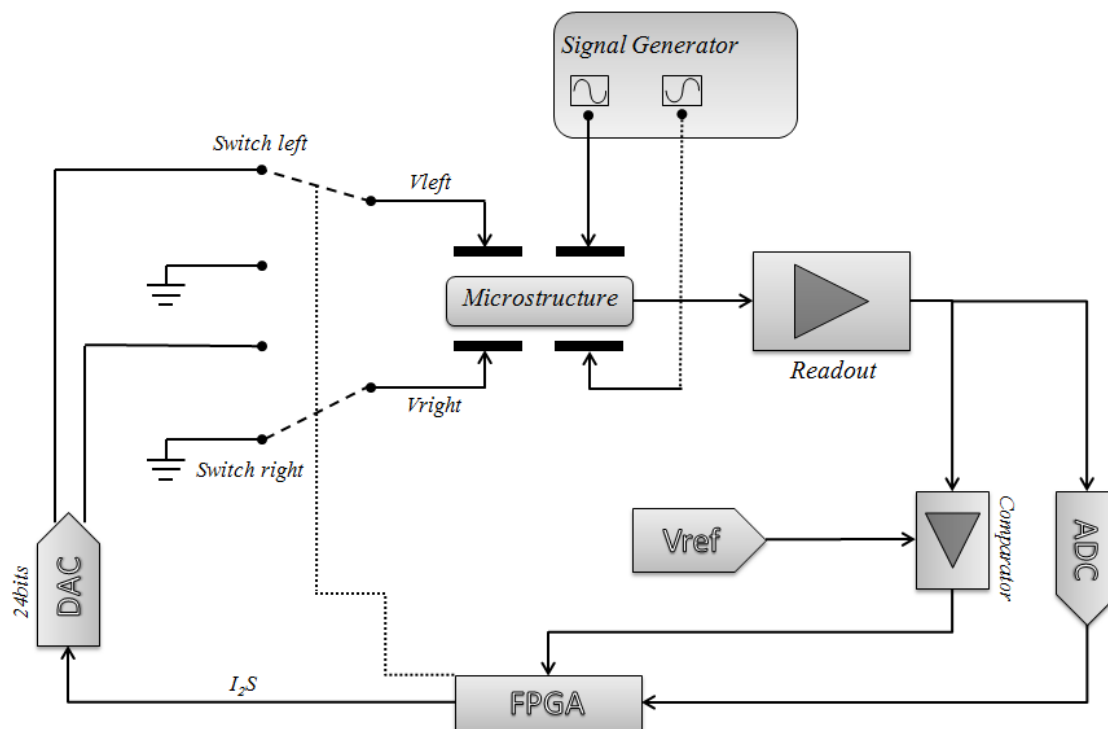 Signal Generator
Switch left
Vleft
Microstructure
Readout
Vright
Switch right
Vref
Comparator
ADC
24bits
DAC
I₂S
FPGA